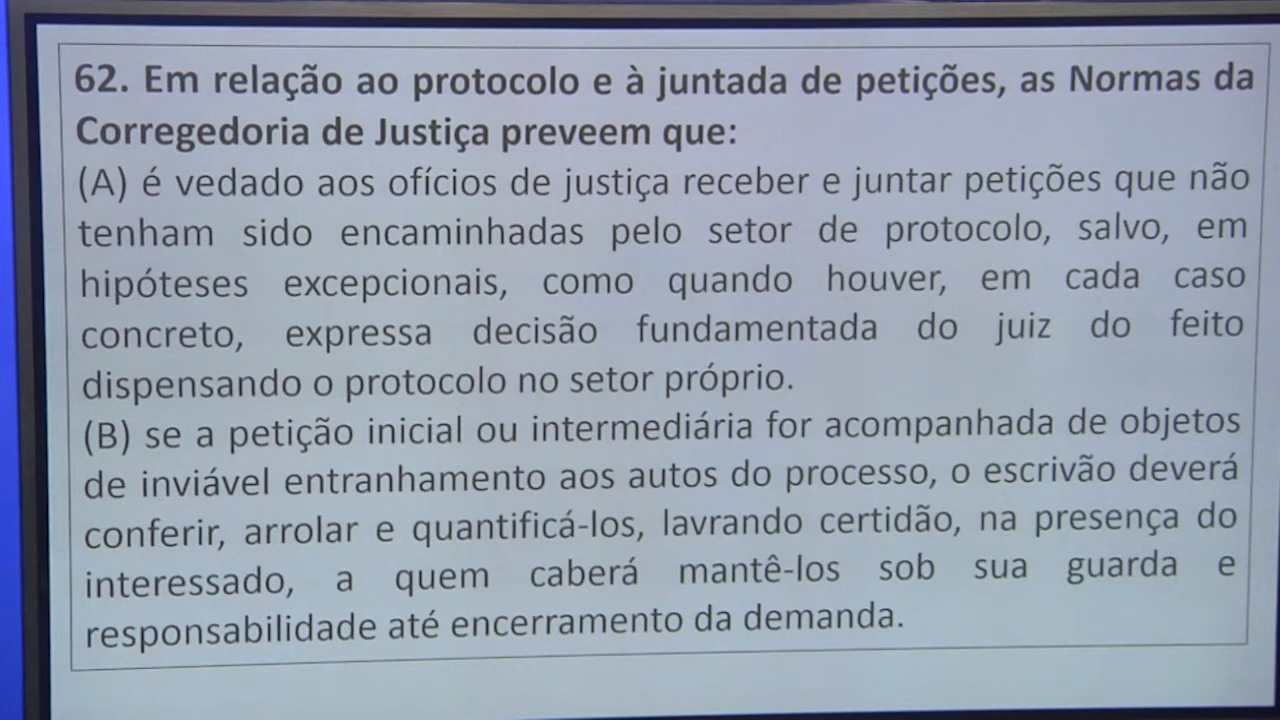 62. Em relação ao protocolo e à juntada de petições, as Normas da
Corregedoria de Justiça preveem que:
(A) é vedado aos ofícios de justiça receber e juntar petições que não
tenham sido encaminhadas pelo setor de protocolo, salvo, em
hipóteses excepcionais, como quando houver, em cada caso
concreto, expressa decisão fundamentada do juiz do feito
dispensando o protocolo no setor próprio.
(B) se a petição inicial ou intermediária for acompanhada de objetos
de inviável entranhamento aos autos do processo, o escrivão deverá
conferir, arrolar e quantificá-los, lavrando certidão, na presença do
interessado, a quem caberá mantê-los sob sua guarda e
responsabilidade até encerramento da demanda.